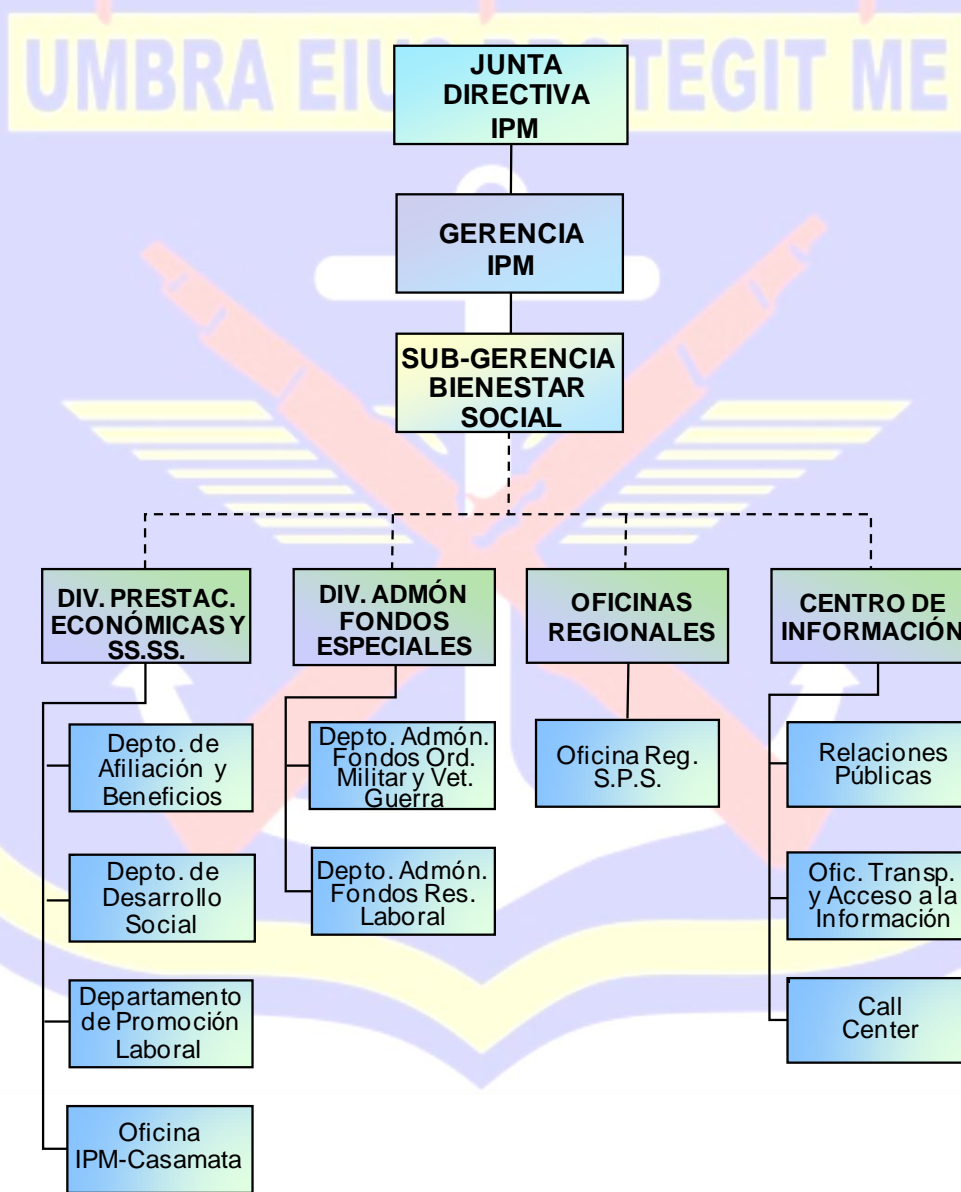 UMBRA EIU
TEGIT ME
JUNTA
DIRECTIVA
IPM
GERENCIA
IPM
SUB-GERENCIA
BIENESTAR
SOCIAL
DIV. PRESTAC.
ECONÓMICAS Y
SS.SS.
DIV. ADMÓN
FONDOS
ESPECIALES
OFICINAS
REGIONALES
CENTRO DE
INFORMACIÓN
Depto. de
Afiliación y
Beneficios
Depto. de
Desarrollo
Social
Departamento
de Promoción
Laboral
Oficina
IPM-Casamata
Depto. Admón.
Fondos Ord.
Militar y Vet.
Guerra
Depto. Admón.
Fondos Res.
Laboral
Oficina Reg.
S.P.S.
Relaciones
Públicas
Ofic. Transp.
y Acceso a la
Información
Call
Center